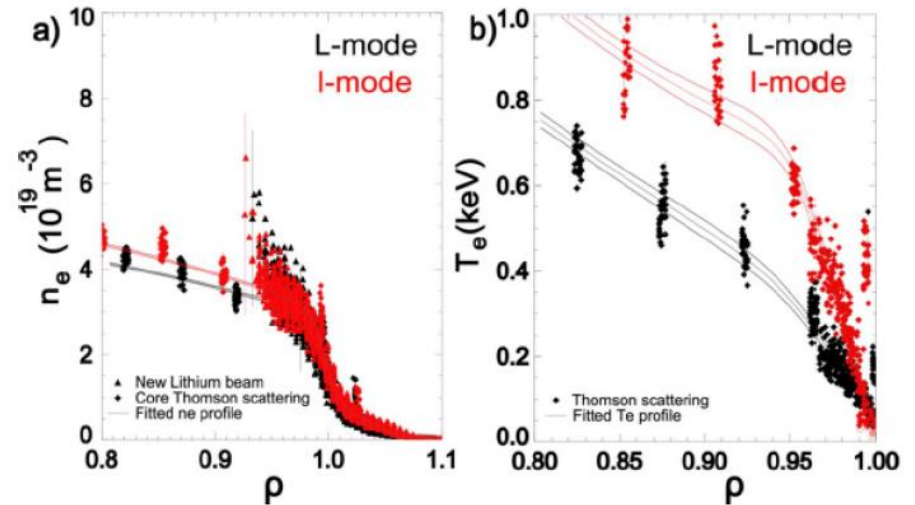 a)
L-mode
I-mode
n_e (10^19 m^-3)
10
8
6
4
2
0
New Lithium beam
Core Thomson scattering
Fitted ne profile
0.8 0.9 1.0 1.1
ρ
b)
L-mode
I-mode
T_e(keV)
1.0
0.8
0.6
0.4
0.2
0.0
Thomson scattering
Fitted Te profile
0.80 0.85 0.90 0.95 1.00
ρ